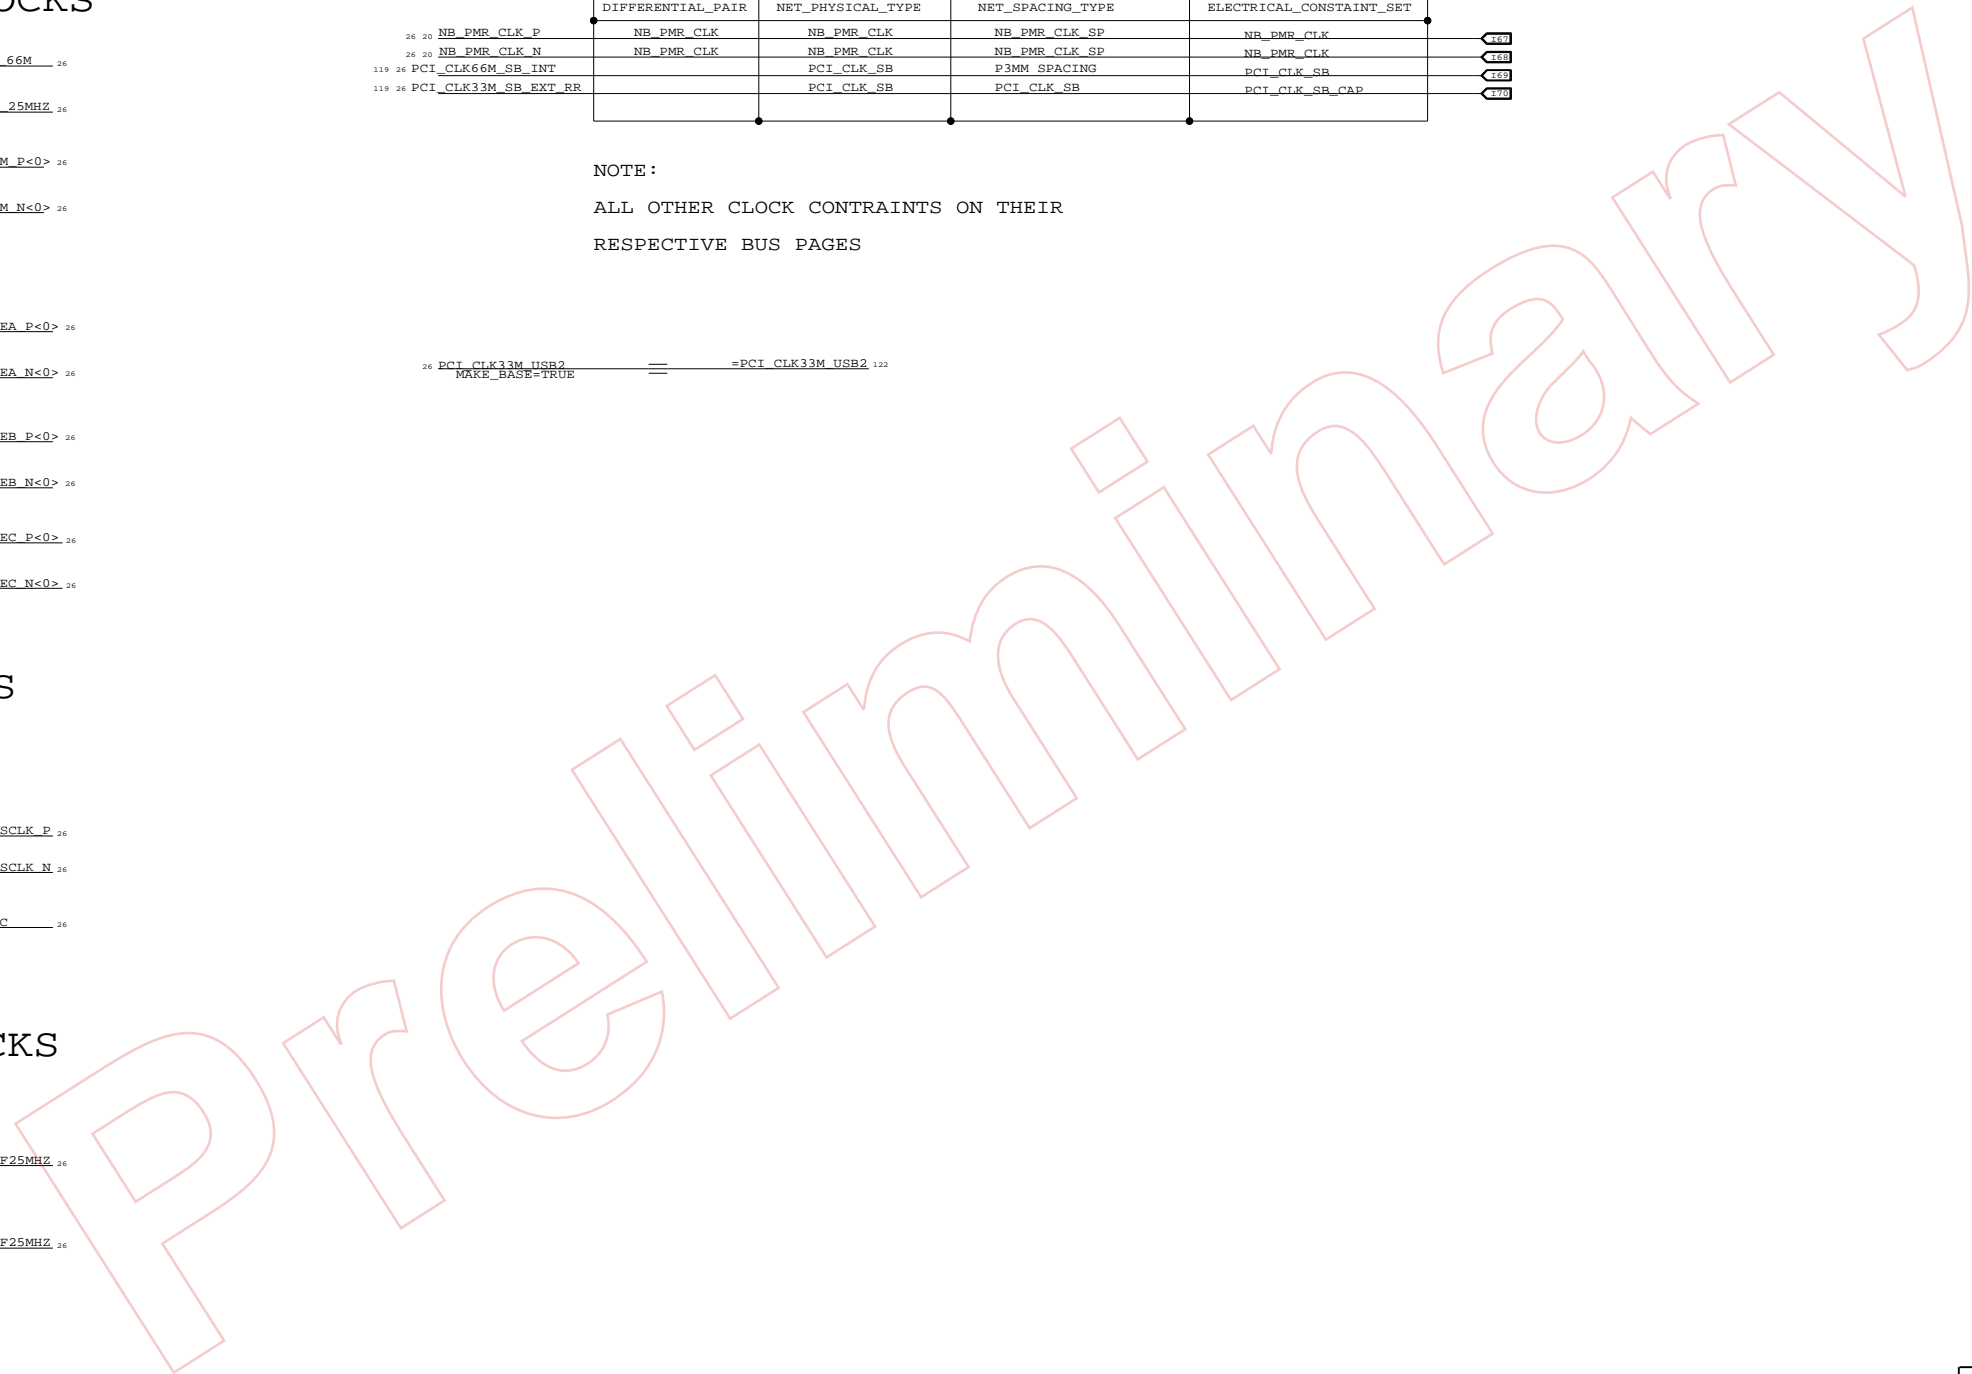 OCKS
DIFFERENTIAL_PAIR NET_PHYSICAL_TYPE NET_SPACING_TYPE ELECTRICAL_CONSTAINT_SET
26 20 NB_PMR_CLK_P NB_PMR_CLK NB_PMR_CLK NB_PMR_CLK_SP NB_PMR_CLK I67
26 20 NB_PMR_CLK_N NB_PMR_CLK NB_PMR_CLK NB_PMR_CLK_SP NB_PMR_CLK I68
_66M 26
119 26 PCI_CLK66M_SB_INT PCI_CLK_SB P3MM SPACING PCI_CLK_SB I69
119 26 PCI_CLK33M_SB_EXT_RR PCI_CLK_SB PCI_CLK_SB PCI_CLK_SB_CAP I70
_25MHZ 26
M_P<0> 26
NOTE:
M_N<0> 26
ALL OTHER CLOCK CONTRAINTS ON THEIR
RESPECTIVE BUS PAGES
EA_P<0> 26
26 PCI_CLK33M_USB2 =PCI_CLK33M_USB2 122
MAKE_BASE=TRUE
EA_N<0> 26
EB_P<0> 26
EB_N<0> 26
EC_P<0> 26
EC_N<0> 26
S
SCLK_P 26
SCLK_N 26
C 26
CKS
F25MHZ 26
F25MHZ 26
Preliminary